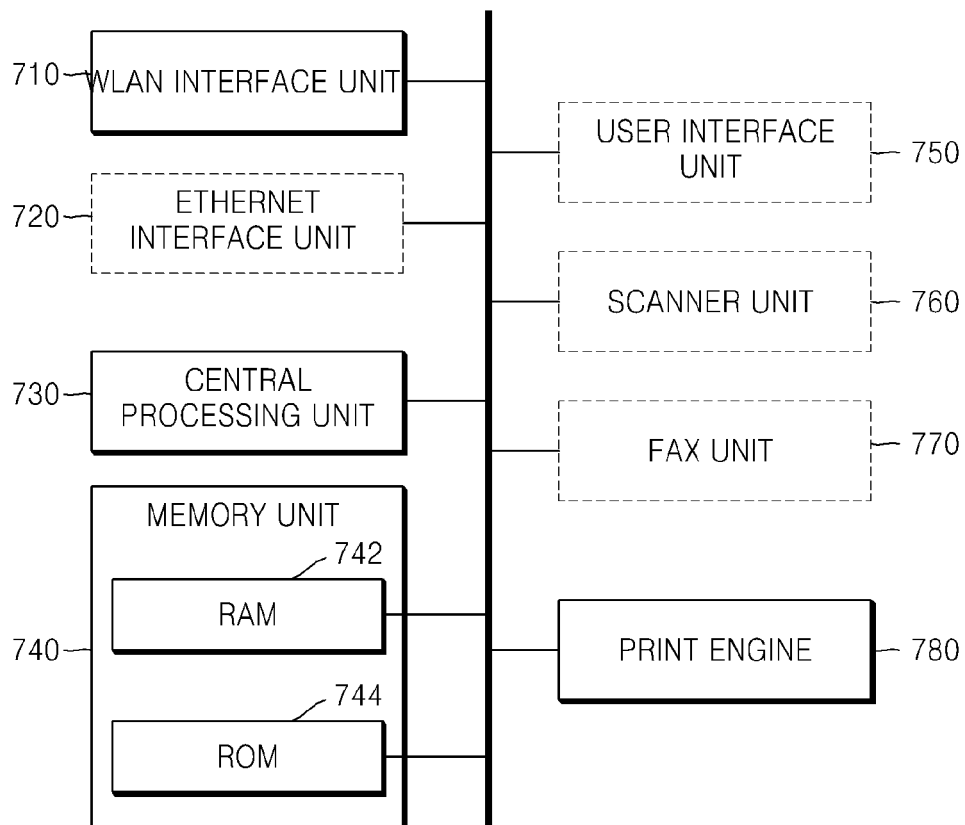 710
WLAN INTERFACE UNIT
720
ETHERNET
INTERFACE UNIT
730
CENTRAL
PROCESSING UNIT
740
MEMORY UNIT
742
RAM
744
ROM
USER INTERFACE
UNIT
750
SCANNER UNIT
760
FAX UNIT
770
PRINT ENGINE
780